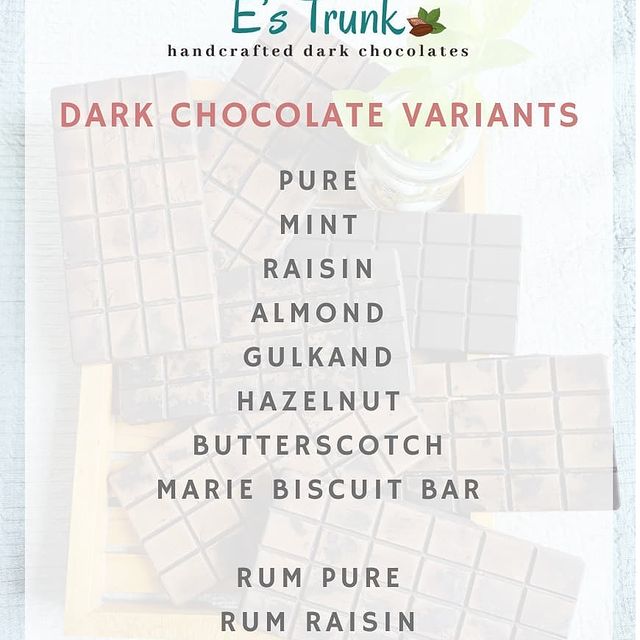 E's Trunk
handcrafted dark chocolates
DARK CHOCOLATE VARIANTS
PURE
MINT
RAISIN
ALMOND
GULKAND
HAZELNUT
BUTTERSCOTCH
MARIE BISCUIT BAR
RUM PURE
RUM RAISIN